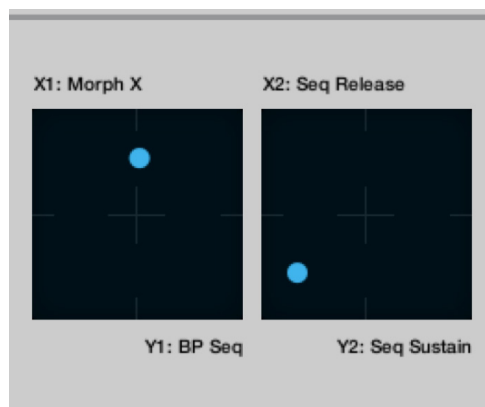 X1: Morph X
X2: Seq Release
Y1: BP Seq
Y2: Seq Sustain